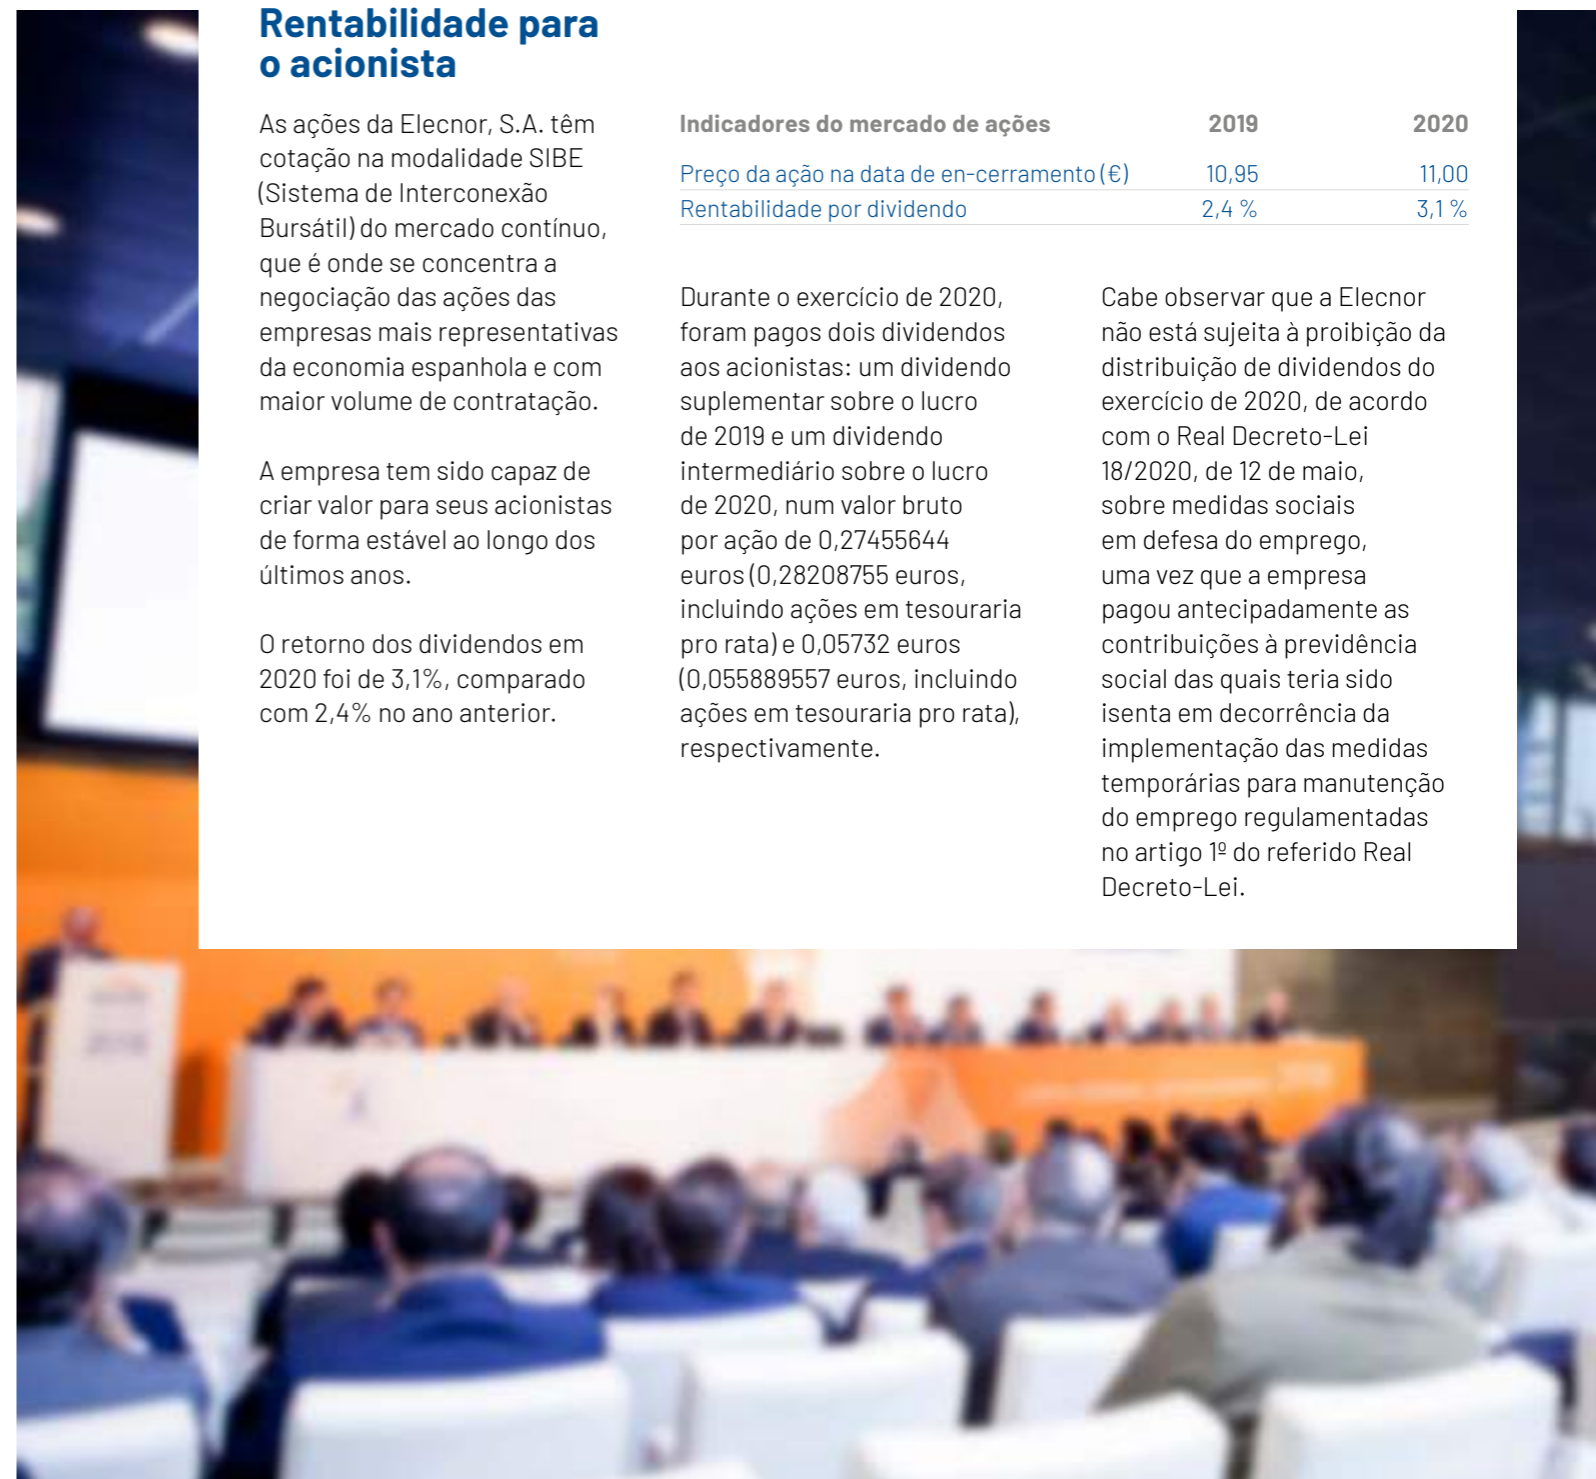 Rentabilidade para
o acionista
As ações da Elecnor, S.A. têm
cotação na modalidade SIBE
(Sistema de Interconexão
Bursátil) do mercado contínuo,
que é onde se concentra a
negociação das ações das
empresas mais representativas
da economia espanhola e com
maior volume de contratação.
A empresa tem sido capaz de
criar valor para seus acionistas
de forma estável ao longo dos
últimos anos.
O retorno dos dividendos em
2020 foi de 3,1%, comparado
com 2,4% no ano anterior.
Indicadores do mercado de ações 2019 2020
Preço da ação na data de en-cerramento (€) 10,95 11,00
Rentabilidade por dividendo 2,4 % 3,1 %
Durante o exercício de 2020,
foram pagos dois dividendos
aos acionistas: um dividendo
suplementar sobre o lucro
de 2019 e um dividendo
intermediário sobre o lucro
de 2020, num valor bruto
por ação de 0,27455644
euros (0,28208755 euros,
incluindo ações em tesouraria
pro rata) e 0,05732 euros
(0,055889557 euros, incluindo
ações em tesouraria pro rata),
respectivamente.
Cabe observar que a Elecnor
não está sujeita à proibição da
distribuição de dividendos do
exercício de 2020, de acordo
com o Real Decreto-Lei
18/2020, de 12 de maio,
sobre medidas sociais
em defesa do emprego,
uma vez que a empresa
pagou antecipadamente as
contribuições à previdência
social das quais teria sido
isenta em decorrência da
implementação das medidas
temporárias para manutenção
do emprego regulamentadas
no artigo 1º do referido Real
Decreto-Lei.